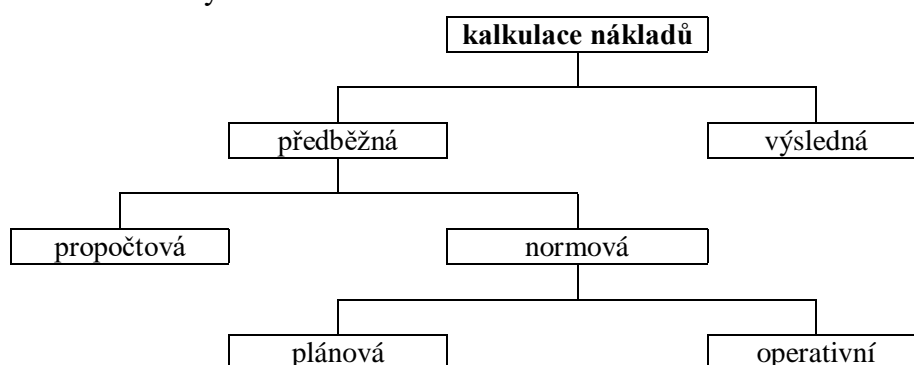 kalkulace nákladů
předběžná výsledná
propočtová normová
plánová operativní